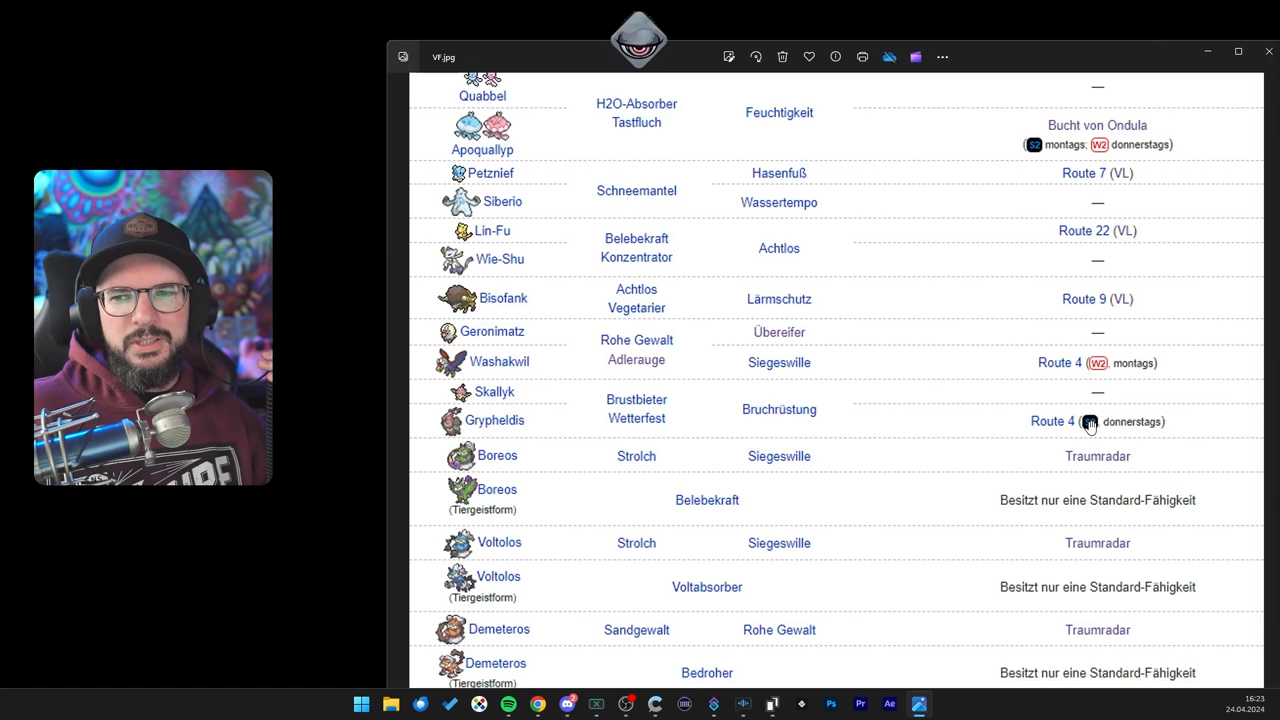 VF.jpg
Quabbel
H2O-Absorber
Tastfluch
Feuchtigkeit
—
Apoquallyp
Bucht von Ondula
(S2 montags; W2 donnerstags)
Petznief
Schneemantel
Hasenfuß
Route 7 (VL)
Siberio
Wassertempo
—
Lin-Fu
Belebekraft
Konzentrator
Achtlos
Route 22 (VL)
Wie-Shu
—
Bisofank
Achtlos
Vegetarier
Lärmschutz
Route 9 (VL)
Geronimatz
Rohe Gewalt
Adlerauge
Übereifer
—
Washakwil
Siegeswille
Route 4 (W2, montags)
Skallyk
Brustbieter
Wetterfest
Bruchrüstung
—
Grypheldis
Route 4 ( , donnerstags)
Boreos
Strolch
Siegeswille
Traumradar
Boreos
(Tiergeistform)
Belebekraft
Besitzt nur eine Standard-Fähigkeit
Voltolos
Strolch
Siegeswille
Traumradar
Voltolos
(Tiergeistform)
Voltabsorber
Besitzt nur eine Standard-Fähigkeit
Demeteros
Sandgewalt
Rohe Gewalt
Traumradar
Demeteros
(Tiergeistform)
Bedroher
Besitzt nur eine Standard-Fähigkeit
2
Ps
Pr
Ae
16:23
24.04.2024